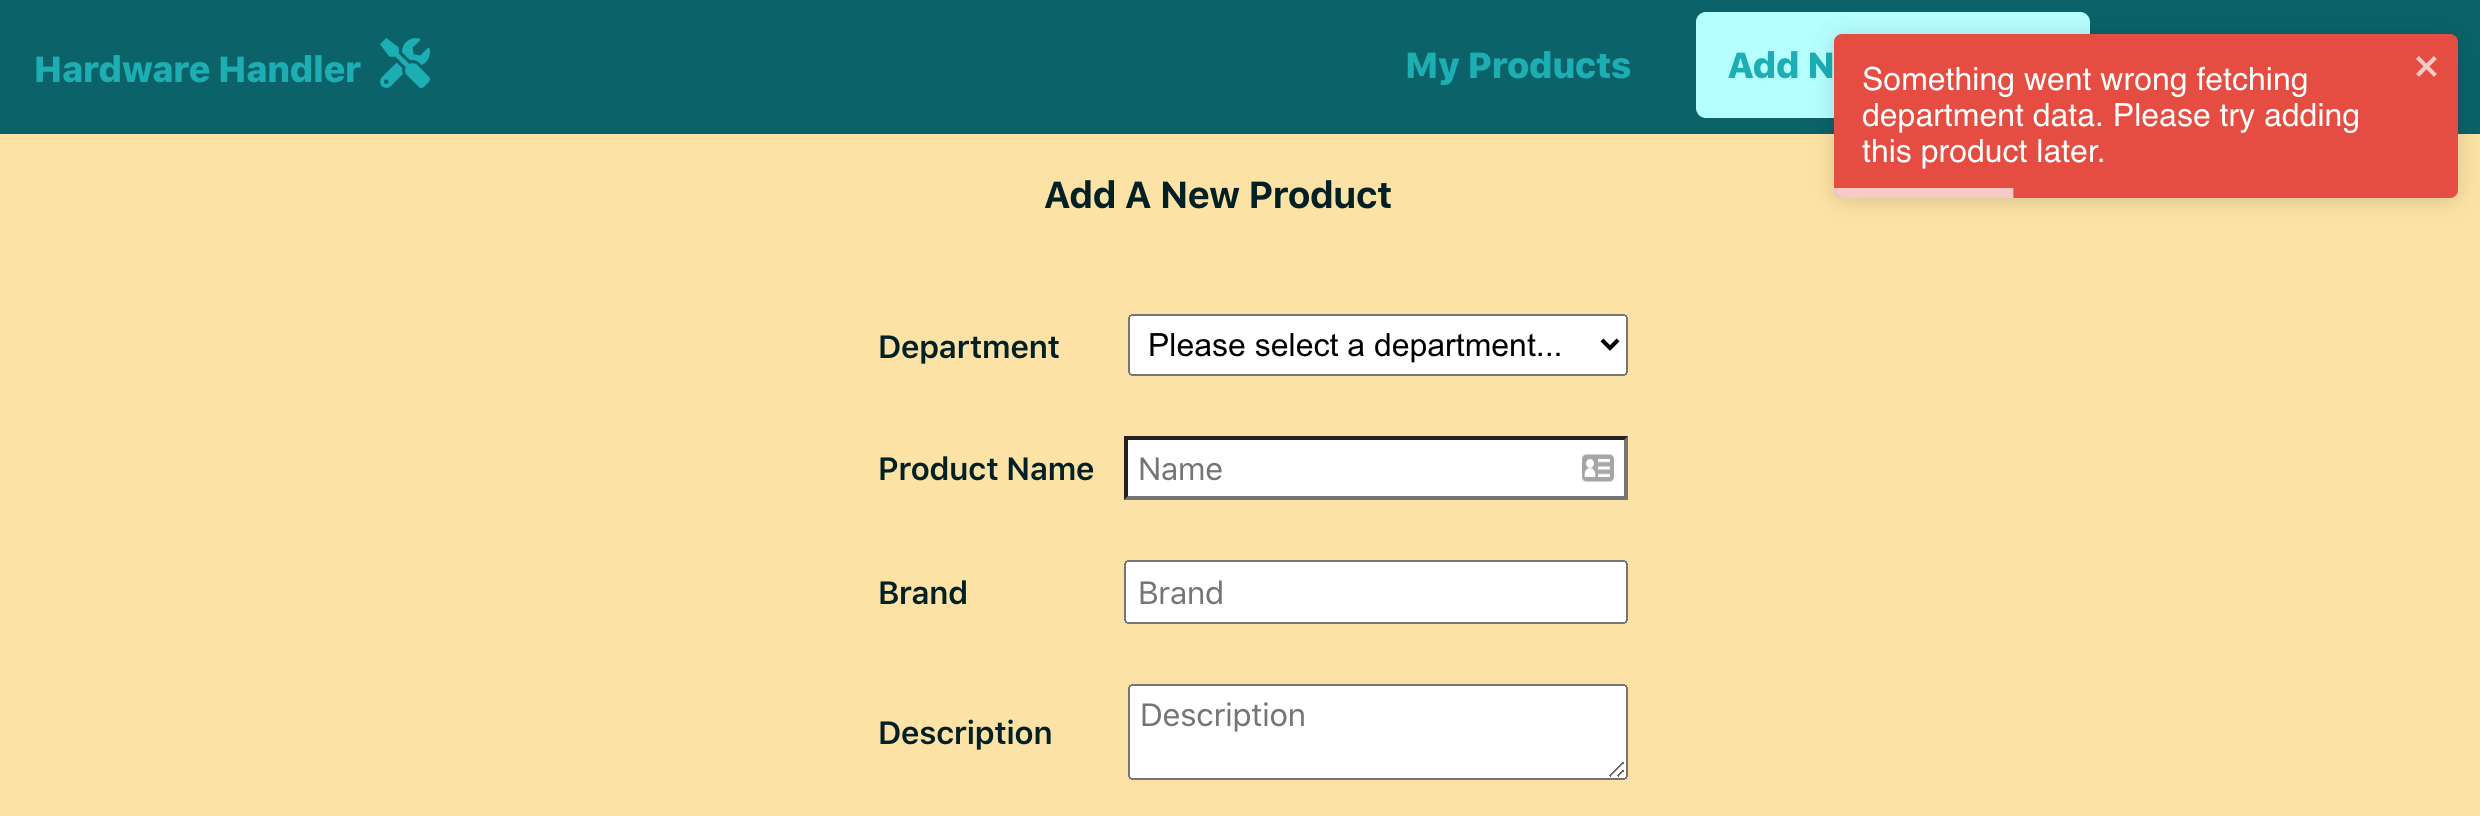 Hardware Handler
My Products
Add N
Something went wrong fetching
department data. Please try adding
this product later.
Add A New Product
Department
Please select a department...
Product Name
Name
Brand
Brand
Description
Description